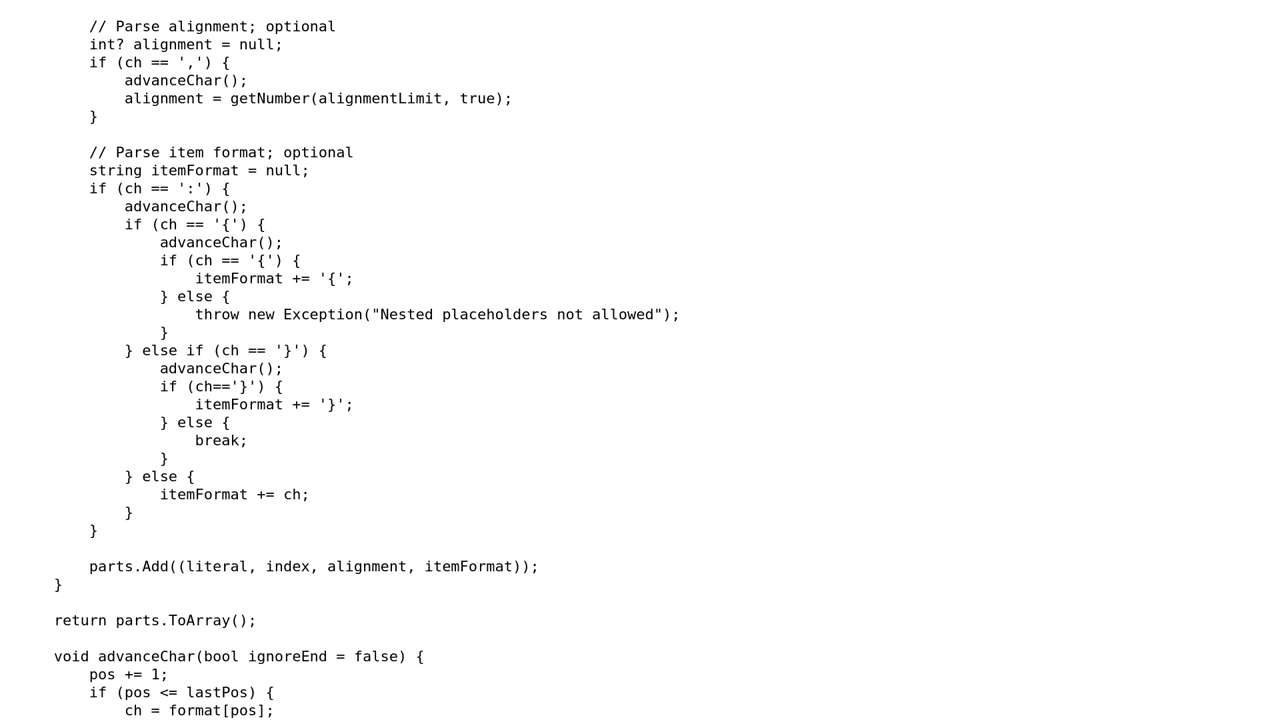 // Parse alignment; optional
int? alignment = null;
if (ch == ',') {
advanceChar();
alignment = getNumber(alignmentLimit, true);
}
// Parse item format; optional
string itemFormat = null;
if (ch == ':') {
advanceChar();
if (ch == '{') {
advanceChar();
if (ch == '{') {
itemFormat += '{';
} else {
throw new Exception("Nested placeholders not allowed");
}
} else if (ch == '}') {
advanceChar();
if (ch=='}') {
itemFormat += '}';
} else {
break;
}
} else {
itemFormat += ch;
}
}
parts.Add((literal, index, alignment, itemFormat));
}
return parts.ToArray();
void advanceChar(bool ignoreEnd = false) {
pos += 1;
if (pos <= lastPos) {
ch = format[pos];